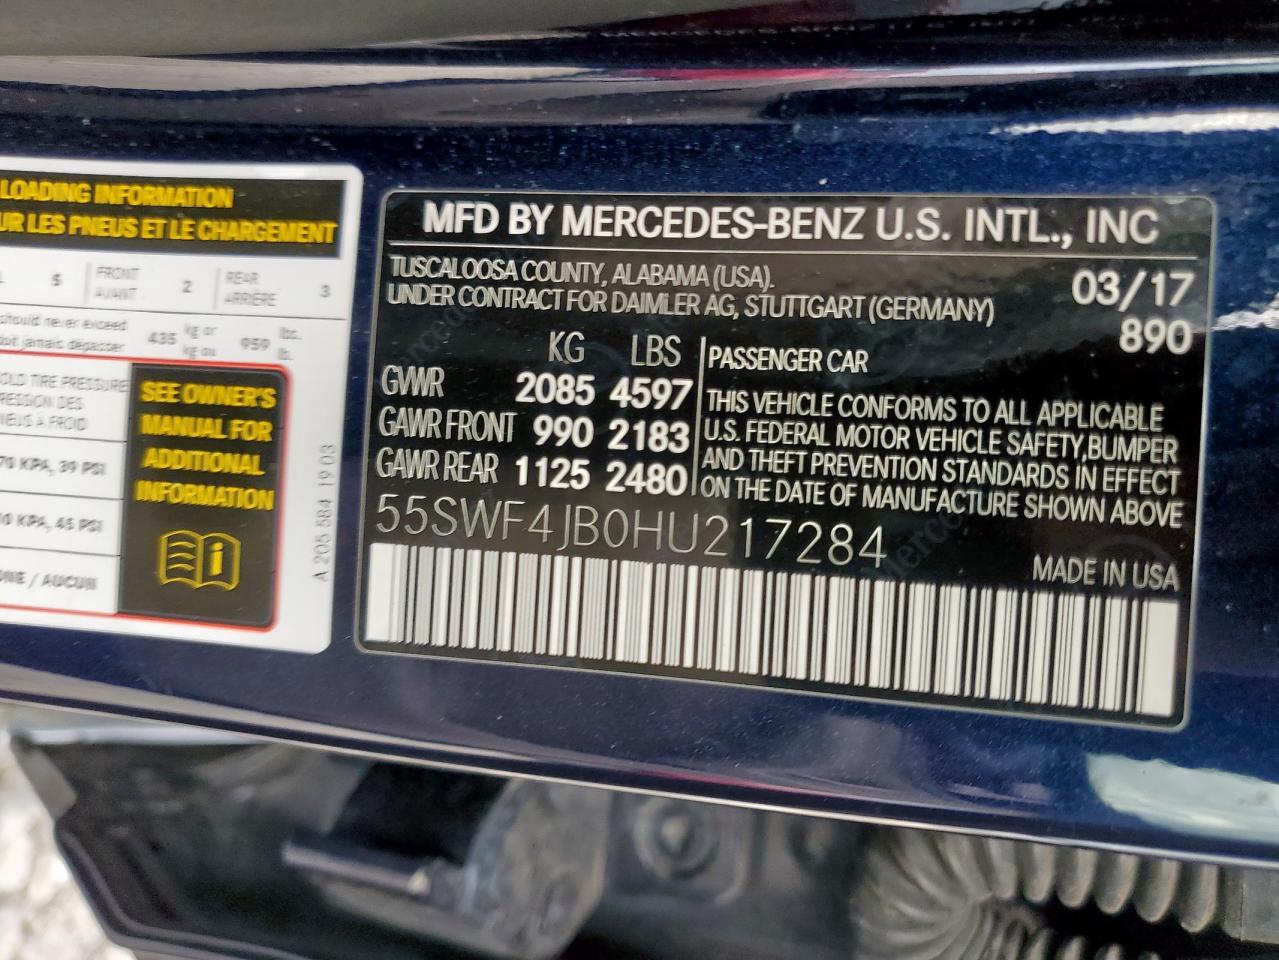 LOADING INFORMATION
UR LES PNEUS ET LE CHARGEMENT
5 FRONT AVANT 2 REAR ARRIÈRE 3
should never exceed 435 kg or 959 lbs.
jamais dépasser kg ou lb.
OLD TIRE PRESSURE
RESSION DES
NEUS À FROID
70 KPA, 39 PSI
10 KPA, 45 PSI
ONE / AUCUN
SEE OWNER'S
MANUAL FOR
ADDITIONAL
INFORMATION
A 205 584 19 03
MFD BY MERCEDES-BENZ U.S. INTL., INC
TUSCALOOSA COUNTY, ALABAMA (USA).
UNDER CONTRACT FOR DAIMLER AG, STUTTGART (GERMANY)
03/17
890
KG LBS
GVWR 2085 4597
GAWR FRONT 990 2183
GAWR REAR 1125 2480
PASSENGER CAR
THIS VEHICLE CONFORMS TO ALL APPLICABLE
U.S. FEDERAL MOTOR VEHICLE SAFETY,BUMPER
AND THEFT PREVENTION STANDARDS IN EFFECT
ON THE DATE OF MANUFACTURE SHOWN ABOVE
55SWF4JB0HU217284
MADE IN USA